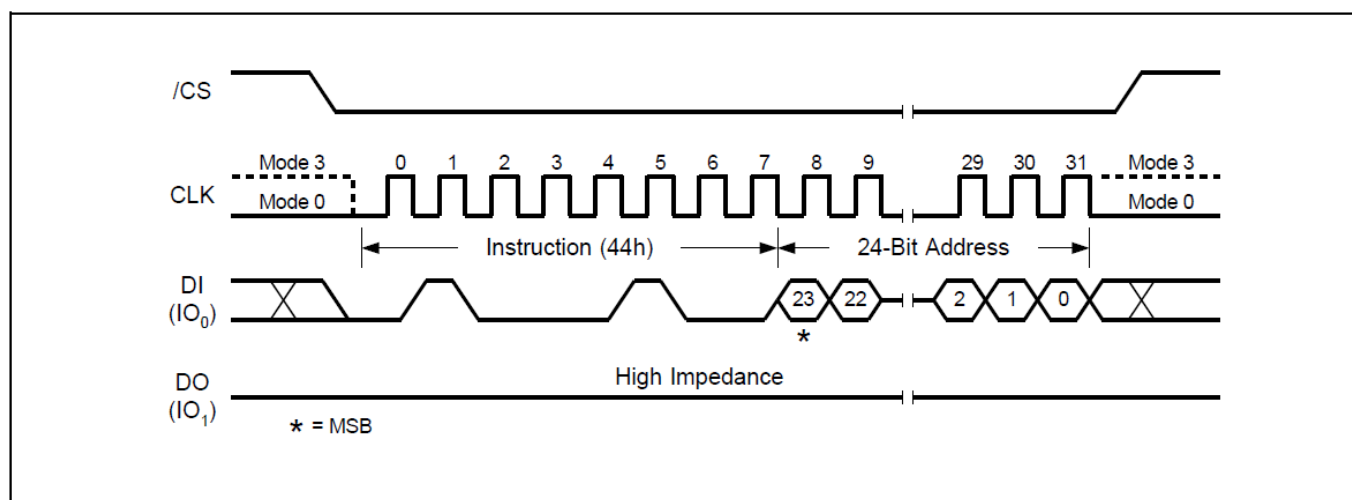 /CS
Mode 3 0 1 2 3 4 5 6 7 8 9 29 30 31 Mode 3
CLK
Mode 0 Mode 0
Instruction (44h) 24-Bit Address
DI
(IO₀)
23 22 2 1 0
*
High Impedance
DO
(IO₁)
* = MSB